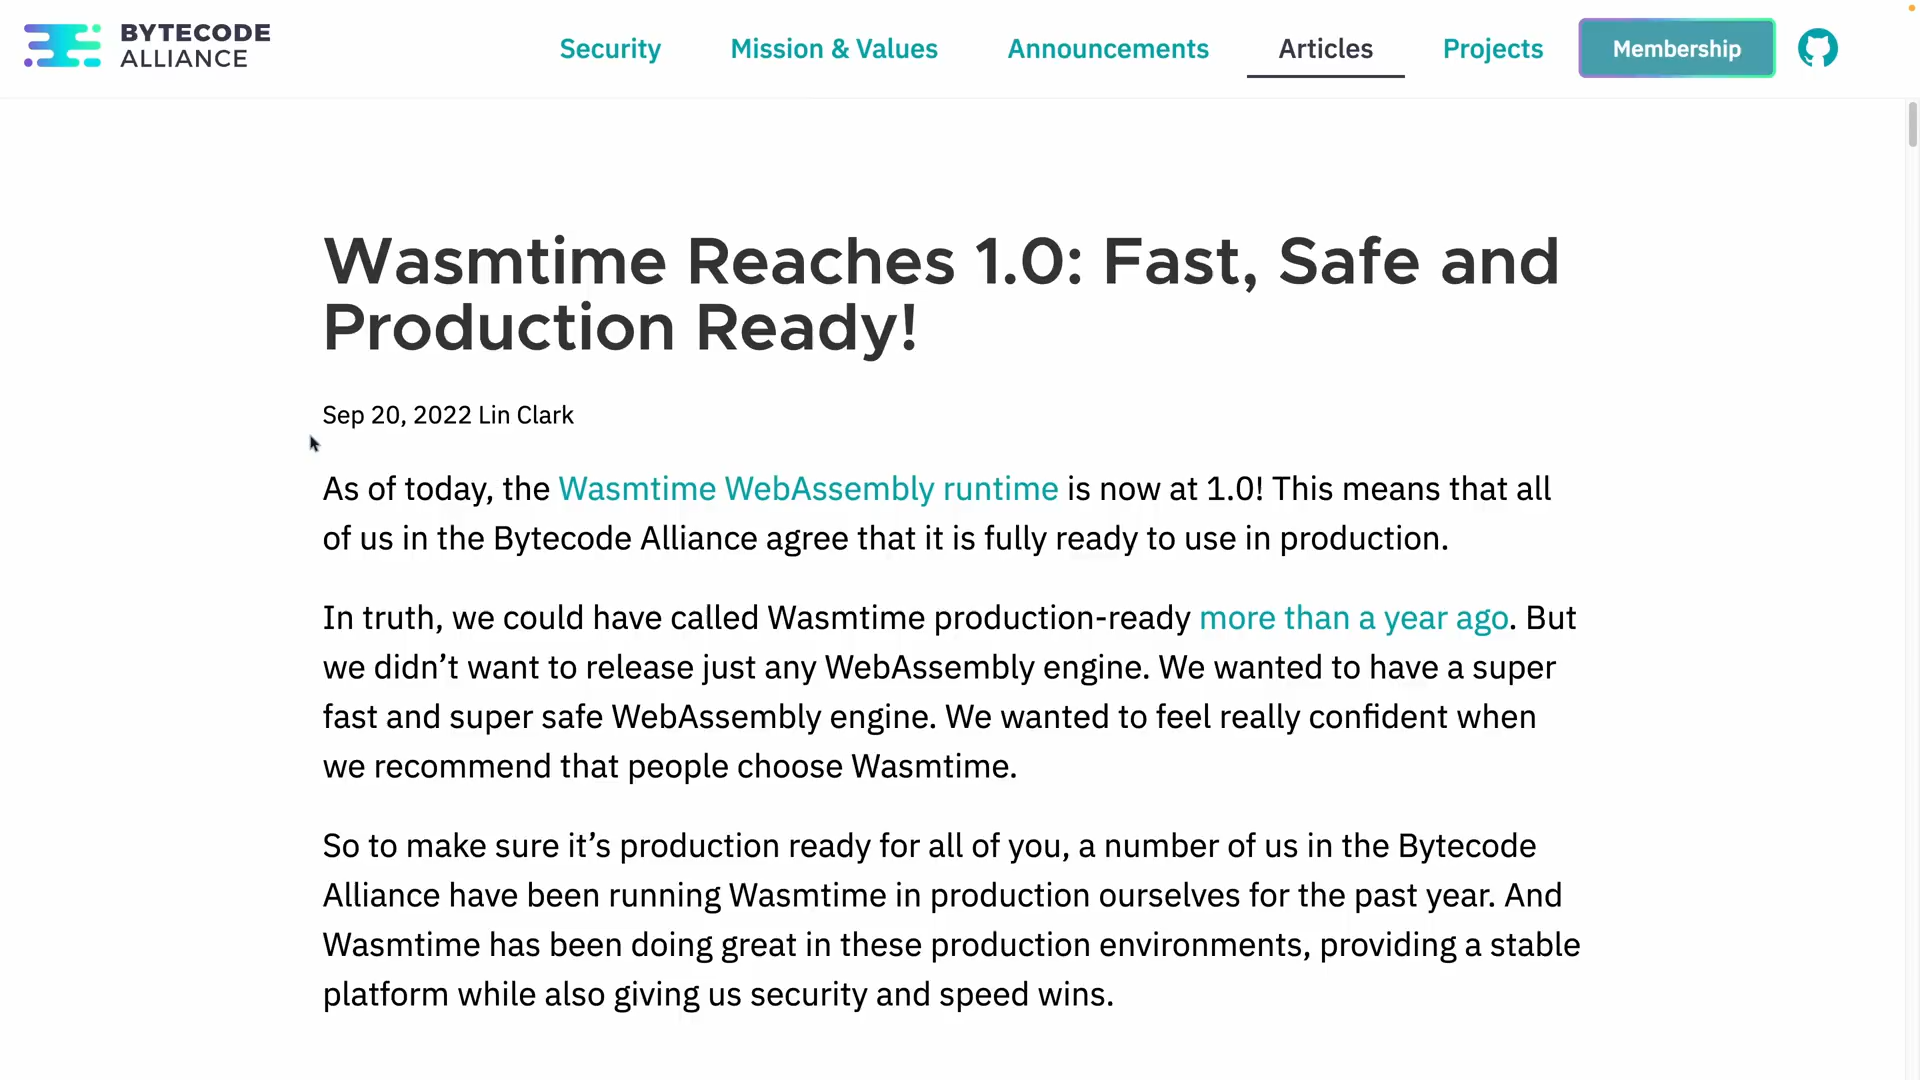 BYTECODE
ALLIANCE
Security
Mission & Values
Announcements
Articles
Projects
Membership
Wasmtime Reaches 1.0: Fast, Safe and
Production Ready!
Sep 20, 2022 Lin Clark
As of today, the Wasmtime WebAssembly runtime is now at 1.0! This means that all
of us in the Bytecode Alliance agree that it is fully ready to use in production.
In truth, we could have called Wasmtime production-ready more than a year ago. But
we didn’t want to release just any WebAssembly engine. We wanted to have a super
fast and super safe WebAssembly engine. We wanted to feel really confident when
we recommend that people choose Wasmtime.
So to make sure it’s production ready for all of you, a number of us in the Bytecode
Alliance have been running Wasmtime in production ourselves for the past year. And
Wasmtime has been doing great in these production environments, providing a stable
platform while also giving us security and speed wins.